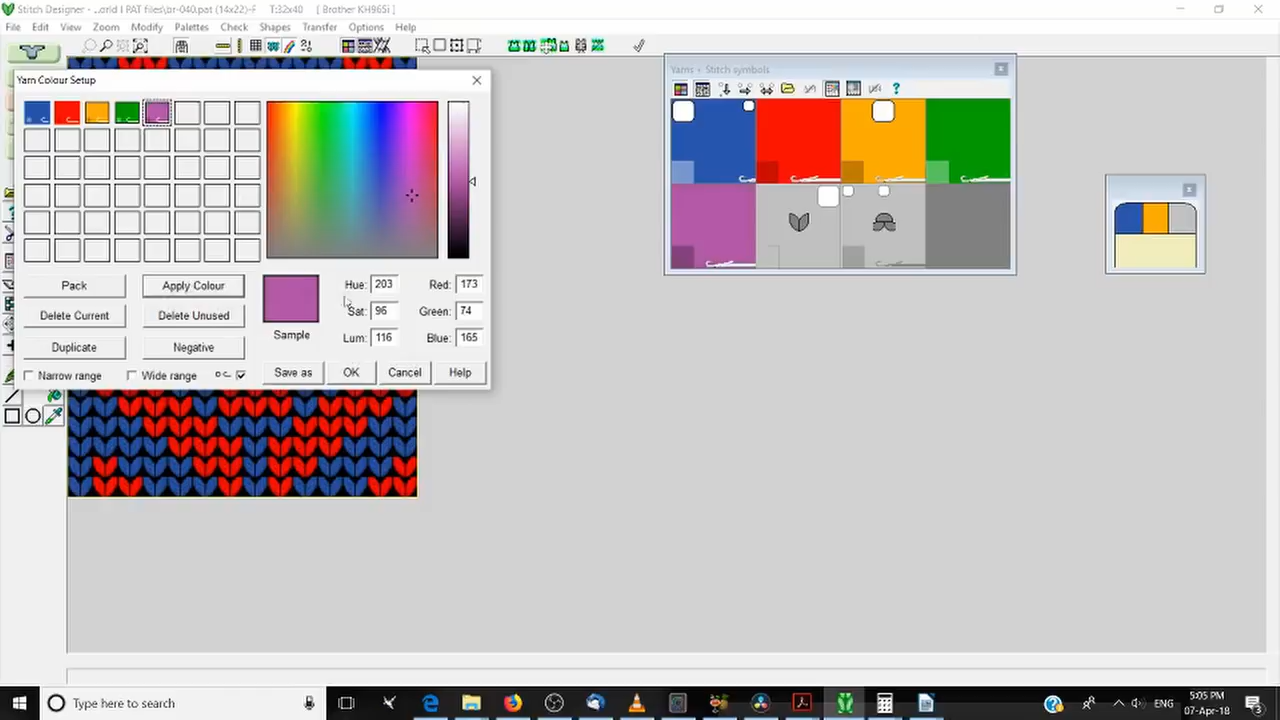 Stitch Designer ...orld I PAT files\br-040.pat (14x22)-F T:32x40 [ Brother KH965i ]
File Edit View Zoom Modify Palettes Check Shapes Transfer Options Help
Yarn Colour Setup
Yarns + Stitch symbols
Pack
Apply Colour
Hue: 203
Red: 173
Delete Current
Delete Unused
Sat: 96
Green: 74
Sample
Duplicate
Negative
Lum: 116
Blue: 165
Narrow range
Wide range
Save as
OK
Cancel
Help
Type here to search
ENG
5:05 PM
07-Apr-18
3